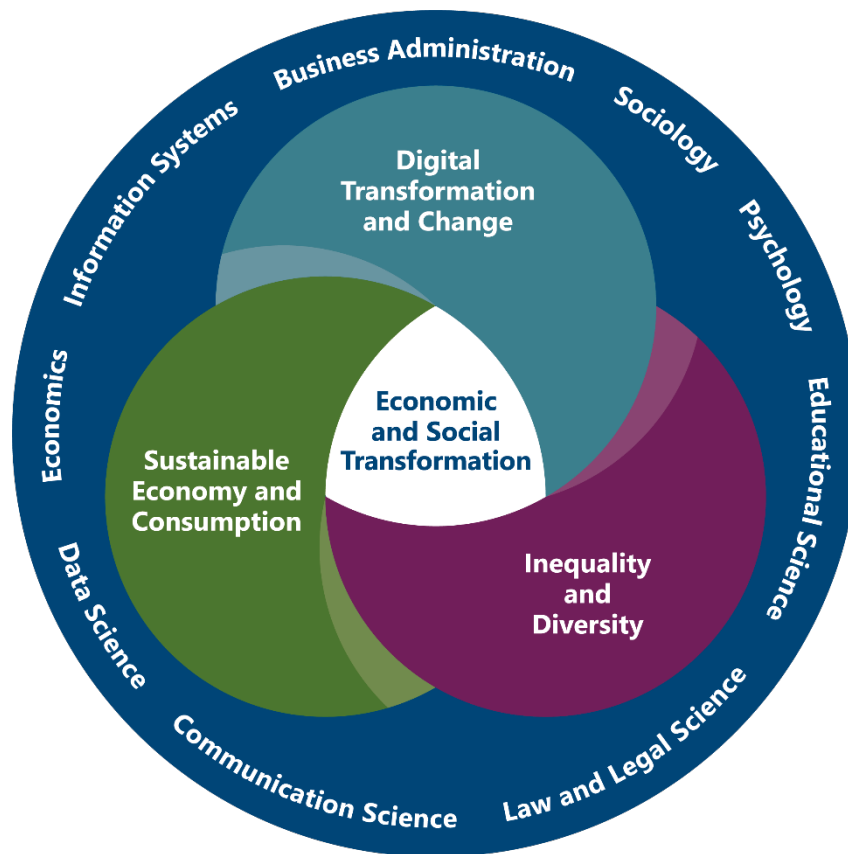 Business Administration
Sociology
Psychology
Educational Science
Law and Legal Science
Communication Science
Data Science
Economics
Information Systems
Digital
Transformation
and Change
Economic
and Social
Transformation
Sustainable
Economy and
Consumption
Inequality
and
Diversity